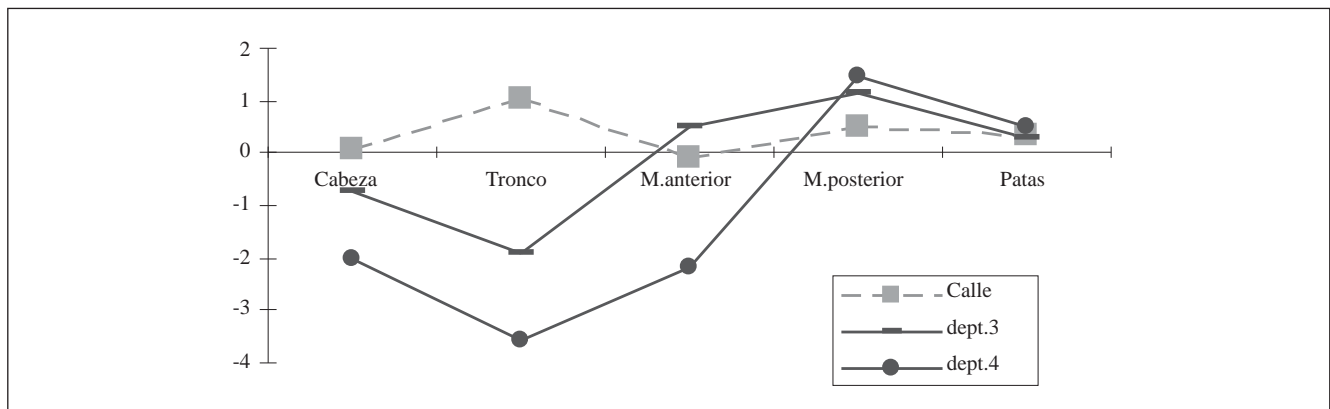 2
1
0
Cabeza Tronco M.anterior M.posterior Patas
-1
-2
-3
-4
Calle
dept.3
dept.4